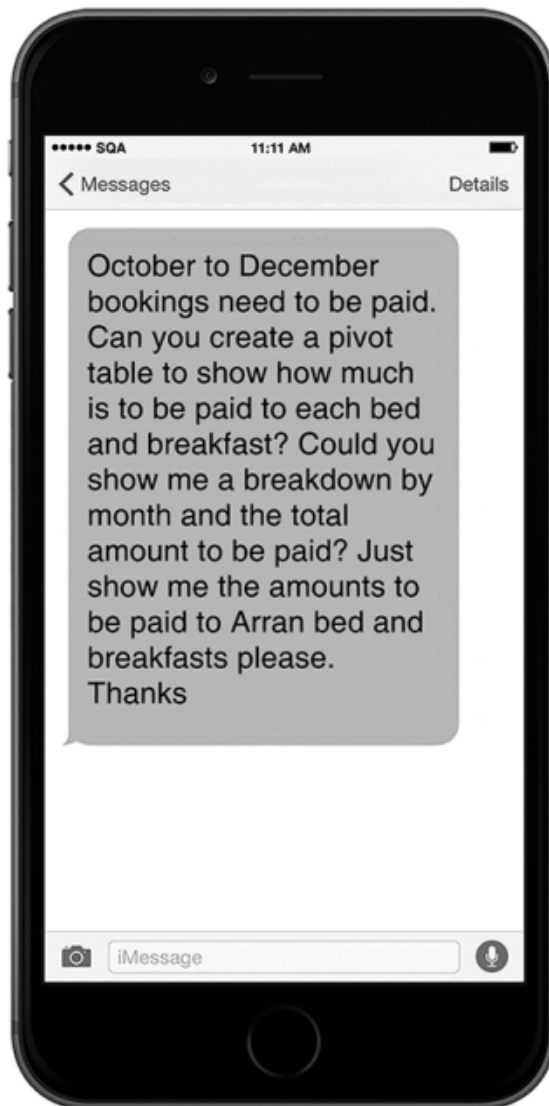 ●●●●● SQA 11:11 AM
Messages Details
October to December
bookings need to be paid.
Can you create a pivot
table to show how much
is to be paid to each bed
and breakfast? Could you
show me a breakdown by
month and the total
amount to be paid? Just
show me the amounts to
be paid to Arran bed and
breakfasts please.
Thanks
iMessage